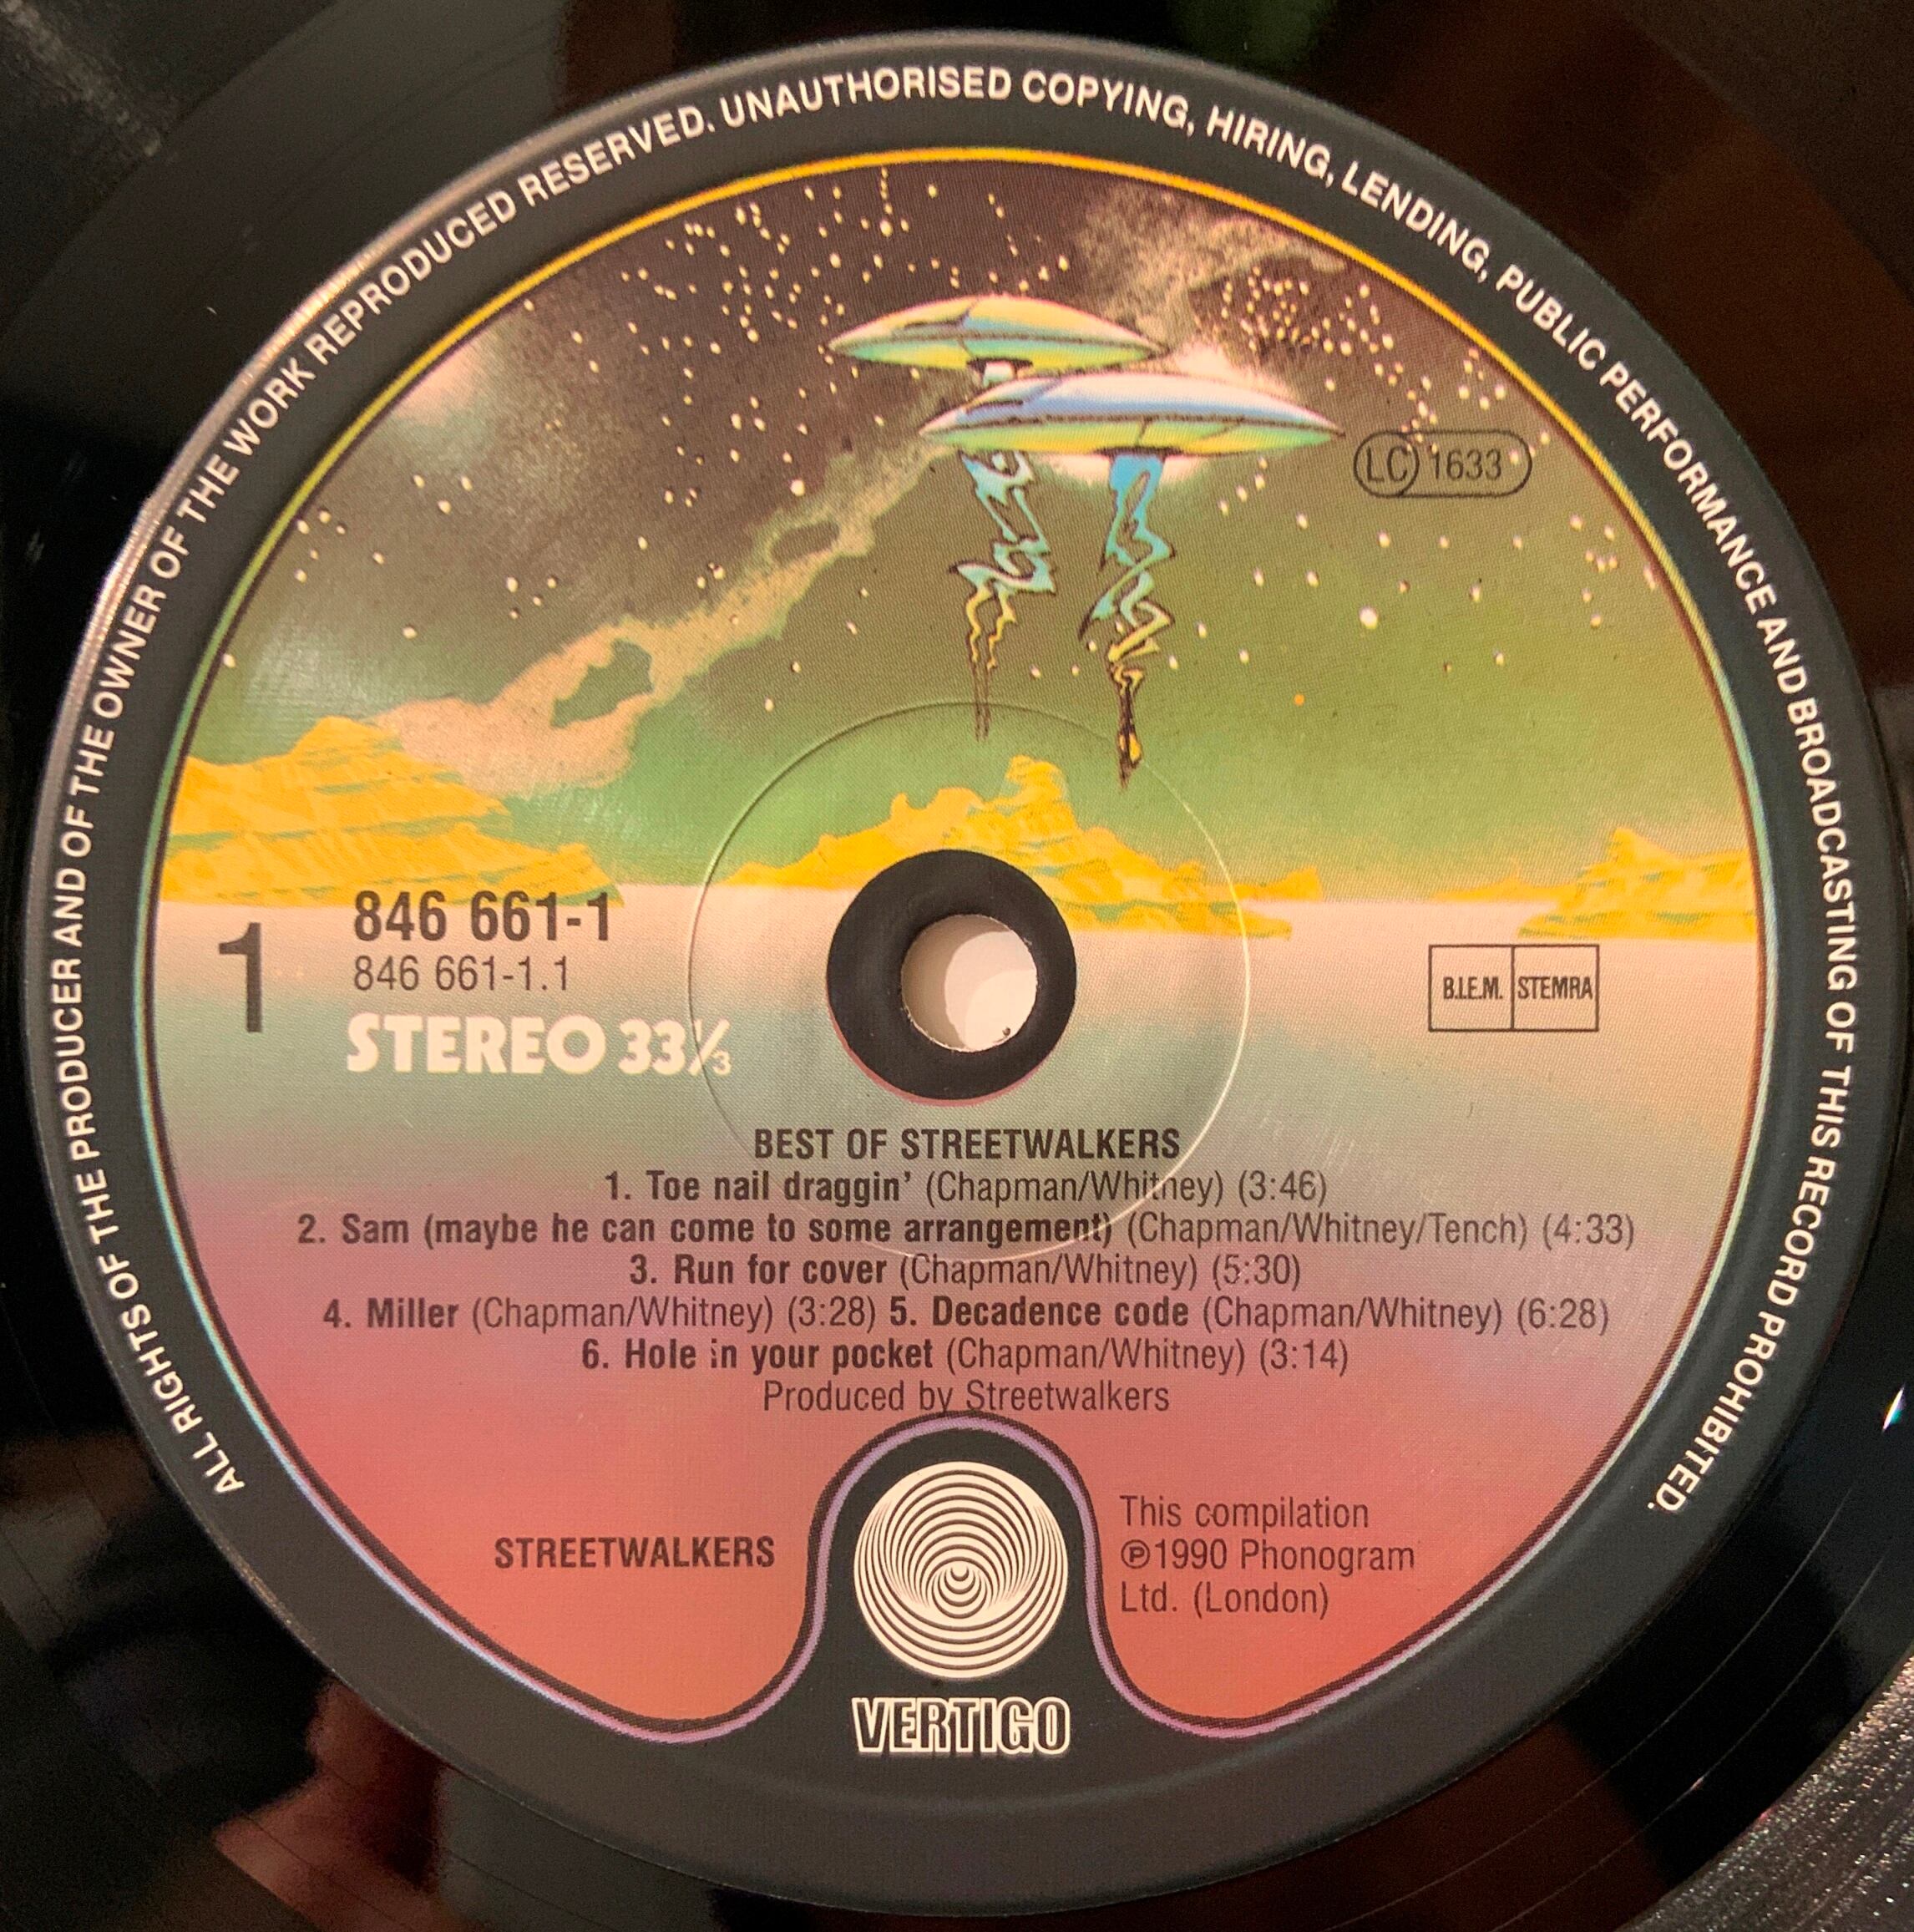 ALL RIGHTS OF THE PRODUCER AND OF THE OWNER OF THE WORK REPRODUCED RESERVED. UNAUTHORISED COPYING, HIRING, LENDING, PUBLIC PERFORMANCE AND BROADCASTING OF THIS RECORD PROHIBITED.
LC 1633
1
846 661-1
846 661-1.1
STEREO 33⅓
B.I.E.M. STEMRA
BEST OF STREETWALKERS
1. Toe nail draggin' (Chapman/Whitney) (3:46)
2. Sam (maybe he can come to some arrangement) (Chapman/Whitney/Tench) (4:33)
3. Run for cover (Chapman/Whitney) (5:30)
4. Miller (Chapman/Whitney) (3:28) 5. Decadence code (Chapman/Whitney) (6:28)
6. Hole in your pocket (Chapman/Whitney) (3:14)
Produced by Streetwalkers
STREETWALKERS
This compilation
℗1990 Phonogram
Ltd. (London)
VERTIGO